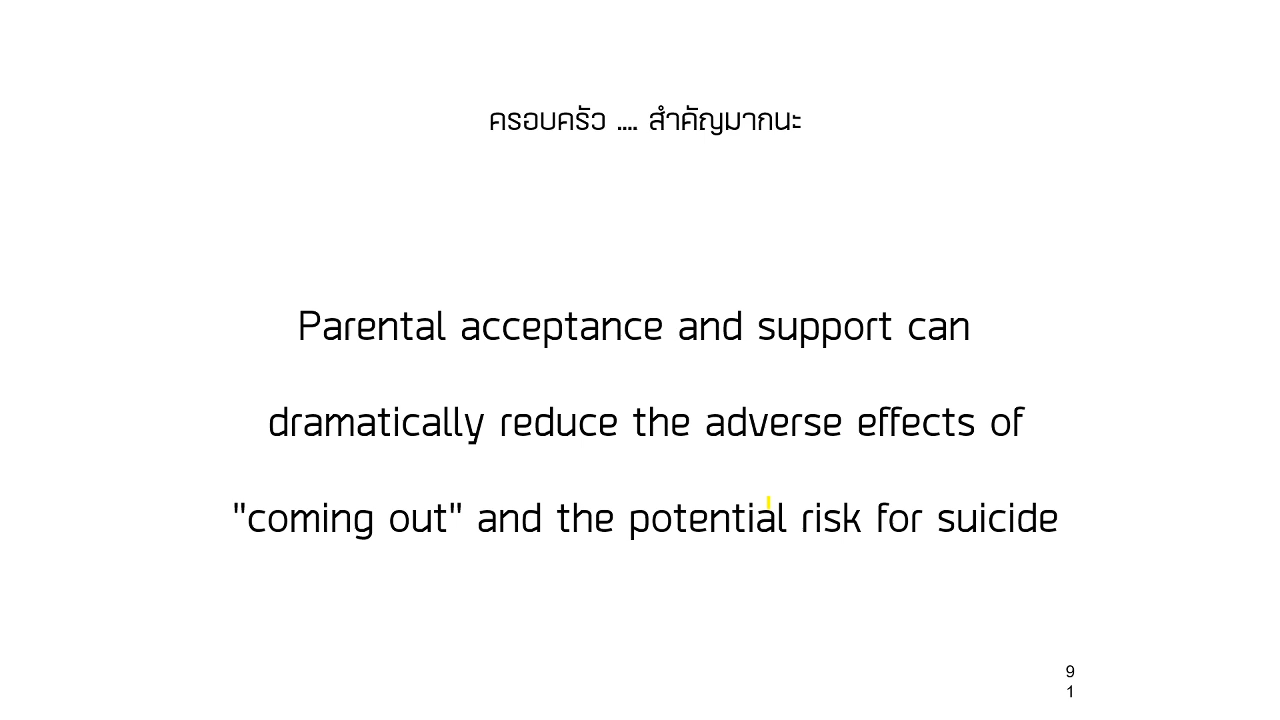 ครอบครัว .... สำคัญมากนะ
Parental acceptance and support can
dramatically reduce the adverse effects of
"coming out" and the potential risk for suicide
9
1